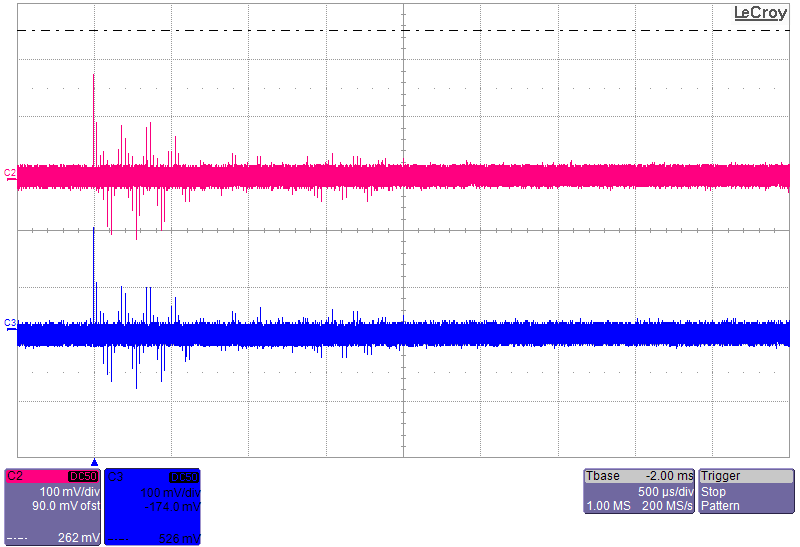 LeCroy
C2
C3
C2 DC50
100 mV/div
90.0 mV ofst
262 mV
C3 DC50
100 mV/div
-174.0 mV
526 mV
Tbase -2.00 ms
500 µs/div
1.00 MS 200 MS/s
Trigger
Stop
Pattern